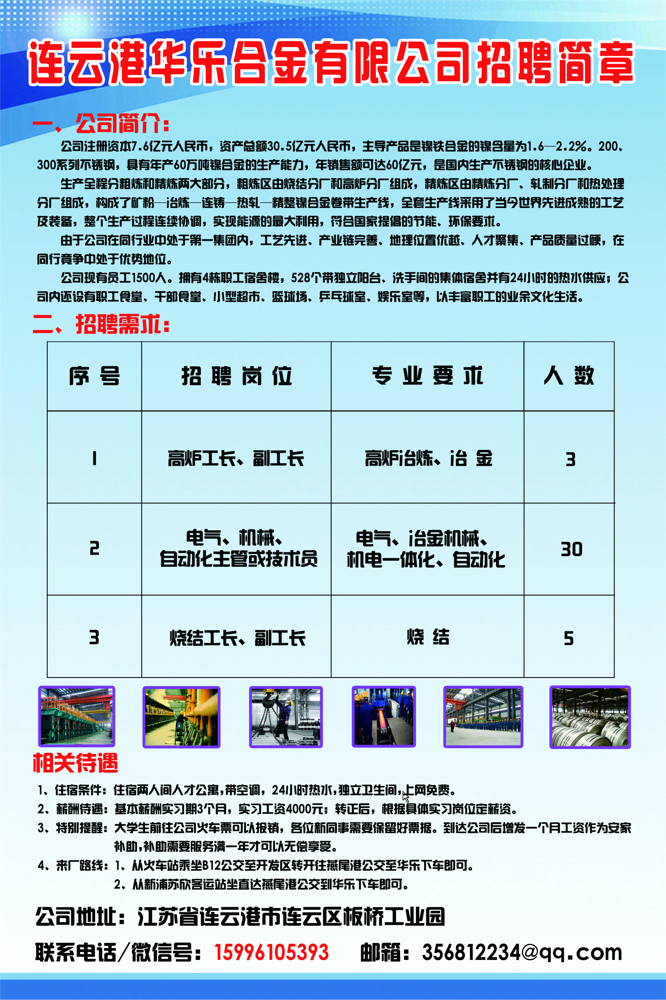 连云港华乐合金有限公司招聘简章
一、公司简介：
公司注册资本7.6亿元人民币，资产总额30.5亿元人民币，主导产品是镍铁合金的镍含量为1.6—2.2%。200、
300系列不锈钢，具有年产60万吨镍合金的生产能力，年销售额可达60亿元，是国内生产不锈钢的核心企业。
生产全程分粗炼和精炼两大部分，粗炼区由烧结分厂和高炉分厂组成，精炼区由精炼分厂、轧制分厂和热处理
分厂组成，构成了矿粉—冶炼—连铸—热轧—精整镍合金卷带生产线，全套生产线采用了当今世界先进成熟的工艺
及装备，整个生产过程连续协调，实现能源的最大利用，符合国家提倡的节能、环保要求。
由于公司在同行业中处于第一集团内，工艺先进、产业链完善、地理位置优越、人才聚集、产品质量过硬，在
同行竞争中处于优势地位。
公司现有员工1500人。拥有4栋职工宿舍楼，528个带独立阳台、洗手间的集体宿舍并有24小时的热水供应；公
司内还设有职工食堂、干部食堂、小型超市、篮球场、乒乓球室、娱乐室等，以丰富职工的业余文化生活。
二、招聘需求：
序 号 招 聘 岗 位 专 业 要 求 人 数
1 高炉工长、副工长 高炉冶炼、冶 金 3
电气、机械、 电气、冶金机械、
2 自动化主管或技术员 机电一体化、自动化 30
3 烧结工长、副工长 烧 结 5
相关待遇
1、住宿条件：住宿两人间人才公寓,带空调，24小时热水,独立卫生间,上网免费。
2、薪酬待遇：基本薪酬实习期3个月，实习工资4000元；转正后，根据具体实习岗位定薪资。
3、特别提醒：大学生前往公司火车票可以报销，各位新同事需要保留好票据。到达公司后增发一个月工资作为安家
补助,补助需要服务满一年才可以无偿享受。
4、来厂路线：1、从火车站乘坐B12公交至开发区转开往燕尾港公交至华乐下车即可。
2、从新浦苏欣客运站坐直达燕尾港公交到华乐下车即可。
公司地址：江苏省连云港市连云区板桥工业园
联系电话/微信号：15996105393 邮箱：356812234@qq.com